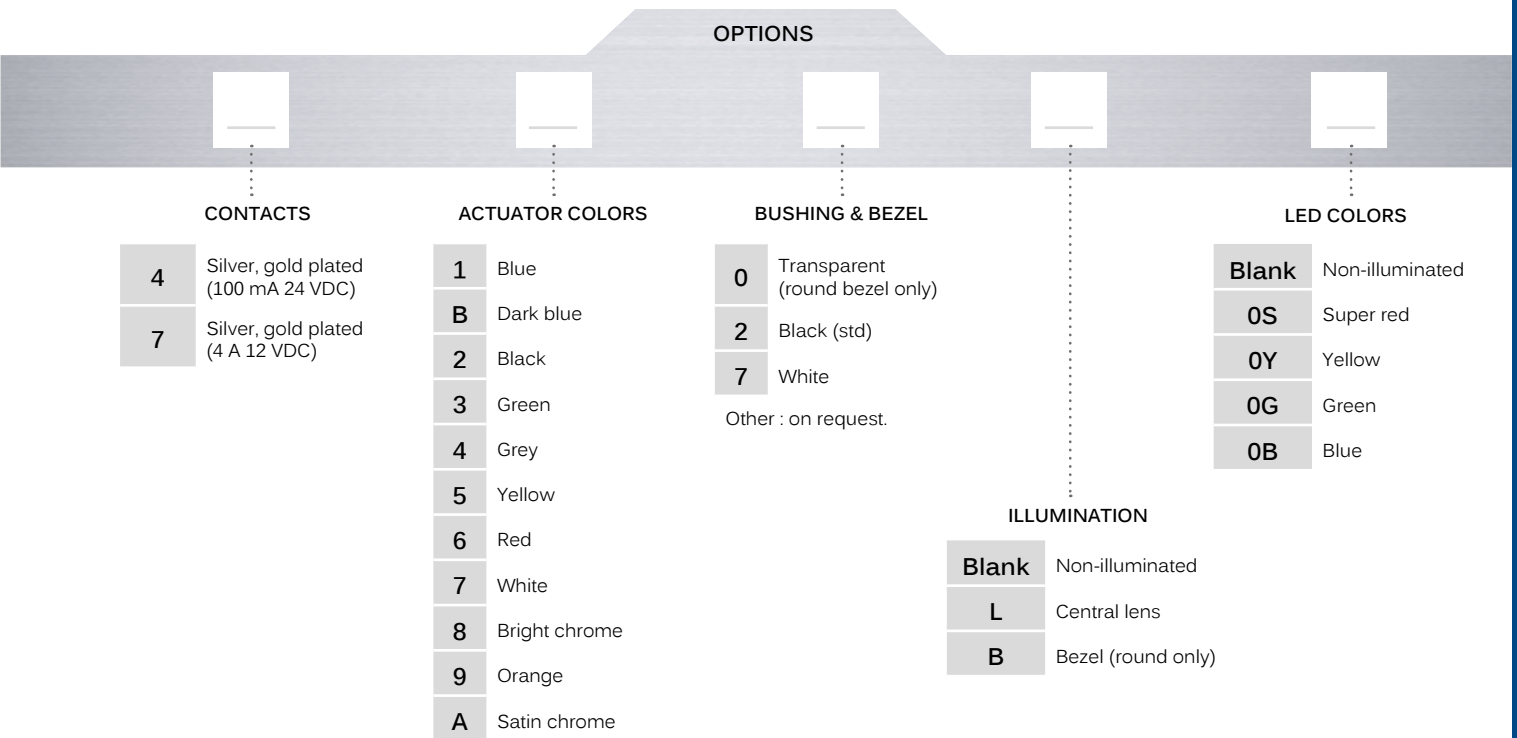 OPTIONS
CONTACTS
4 Silver, gold plated
(100 mA 24 VDC)
7 Silver, gold plated
(4 A 12 VDC)
ACTUATOR COLORS
1 Blue
B Dark blue
2 Black
3 Green
4 Grey
5 Yellow
6 Red
7 White
8 Bright chrome
9 Orange
A Satin chrome
BUSHING & BEZEL
0 Transparent
(round bezel only)
2 Black (std)
7 White
Other : on request.
ILLUMINATION
Blank Non-illuminated
L Central lens
B Bezel (round only)
LED COLORS
Blank Non-illuminated
0S Super red
0Y Yellow
0G Green
0B Blue